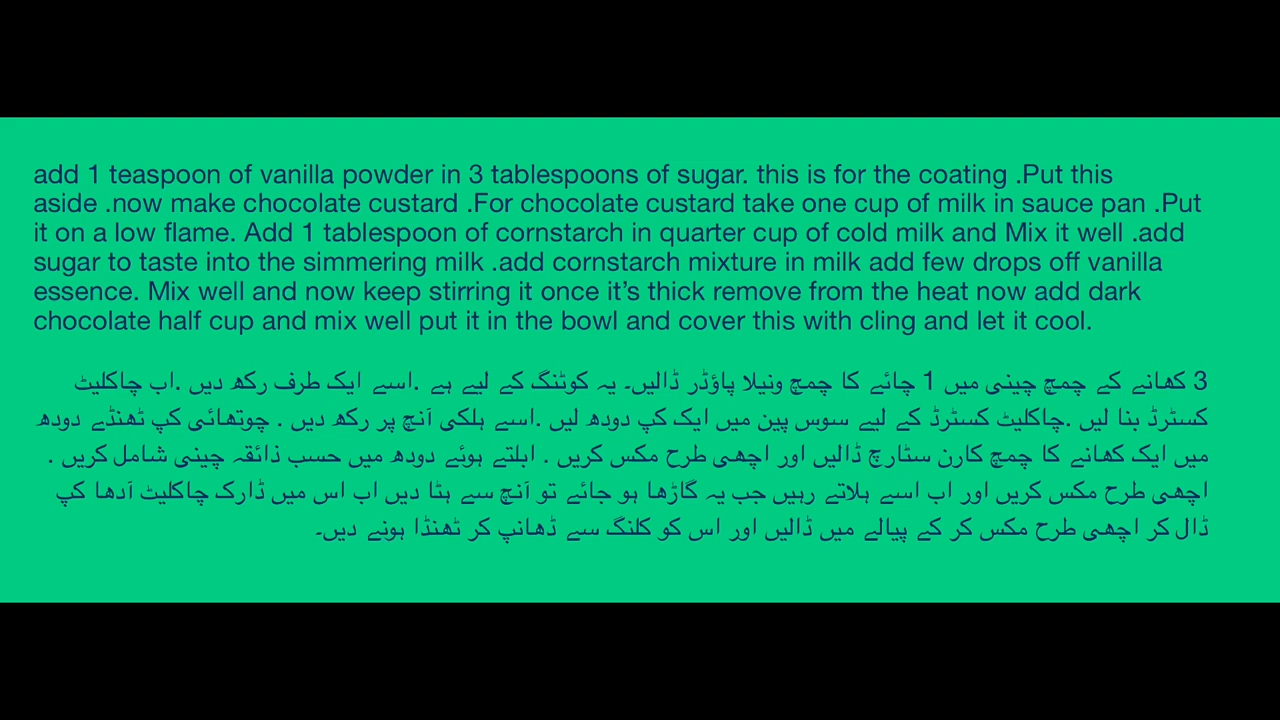 add 1 teaspoon of vanilla powder in 3 tablespoons of sugar. this is for the coating .Put this
aside .now make chocolate custard .For chocolate custard take one cup of milk in sauce pan .Put
it on a low flame. Add 1 tablespoon of cornstarch in quarter cup of cold milk and Mix it well .add
sugar to taste into the simmering milk .add cornstarch mixture in milk add few drops off vanilla
essence. Mix well and now keep stirring it once it’s thick remove from the heat now add dark
chocolate half cup and mix well put it in the bowl and cover this with cling and let it cool.
3 کھانے کے چمچ چینی میں 1 چائے کا چمچ ونیلا پاؤڈر ڈالیں۔ یہ کوٹنگ کے لیے ہے .اسے ایک طرف رکھ دیں .اب چاکلیٹ
کسٹرڈ بنا لیں .چاکلیٹ کسٹرڈ کے لیے سوس پین میں ایک کپ دودھ لیں .اسے ہلکی آنچ پر رکھ دیں . چوتھائی کپ ٹھنڈے دودھ
میں ایک کھانے کا چمچ کارن سٹارچ ڈالیں اور اچھی طرح مکس کریں . ابلتے ہوئے دودھ میں حسب ذائقہ چینی شامل کریں .
اچھی طرح مکس کریں اور اب اسے ہلاتے رہیں جب یہ گاڑھا ہو جائے تو آنچ سے ہٹا دیں اب اس میں ڈارک چاکلیٹ آدھا کپ
ڈال کر اچھی طرح مکس کر کے پیالے میں ڈالیں اور اس کو کلنگ سے ڈھانپ کر ٹھنڈا ہونے دیں۔